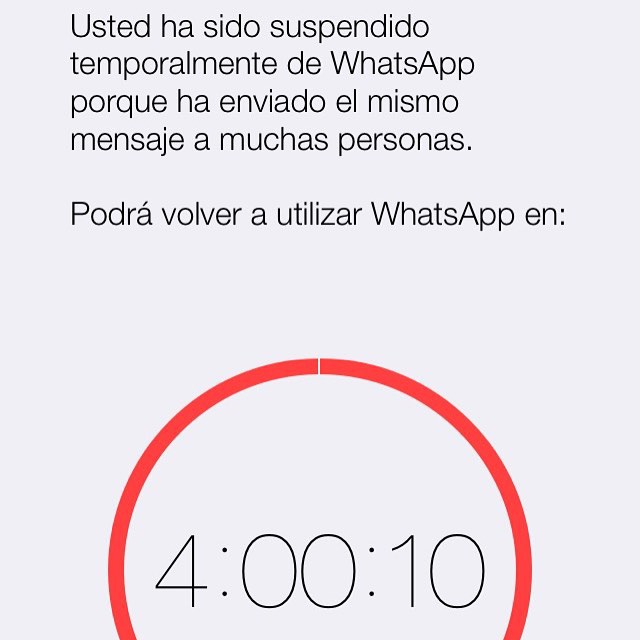 Usted ha sido suspendido
temporalmente de WhatsApp
porque ha enviado el mismo
mensaje a muchas personas.
Podrá volver a utilizar WhatsApp en:
4:00:10